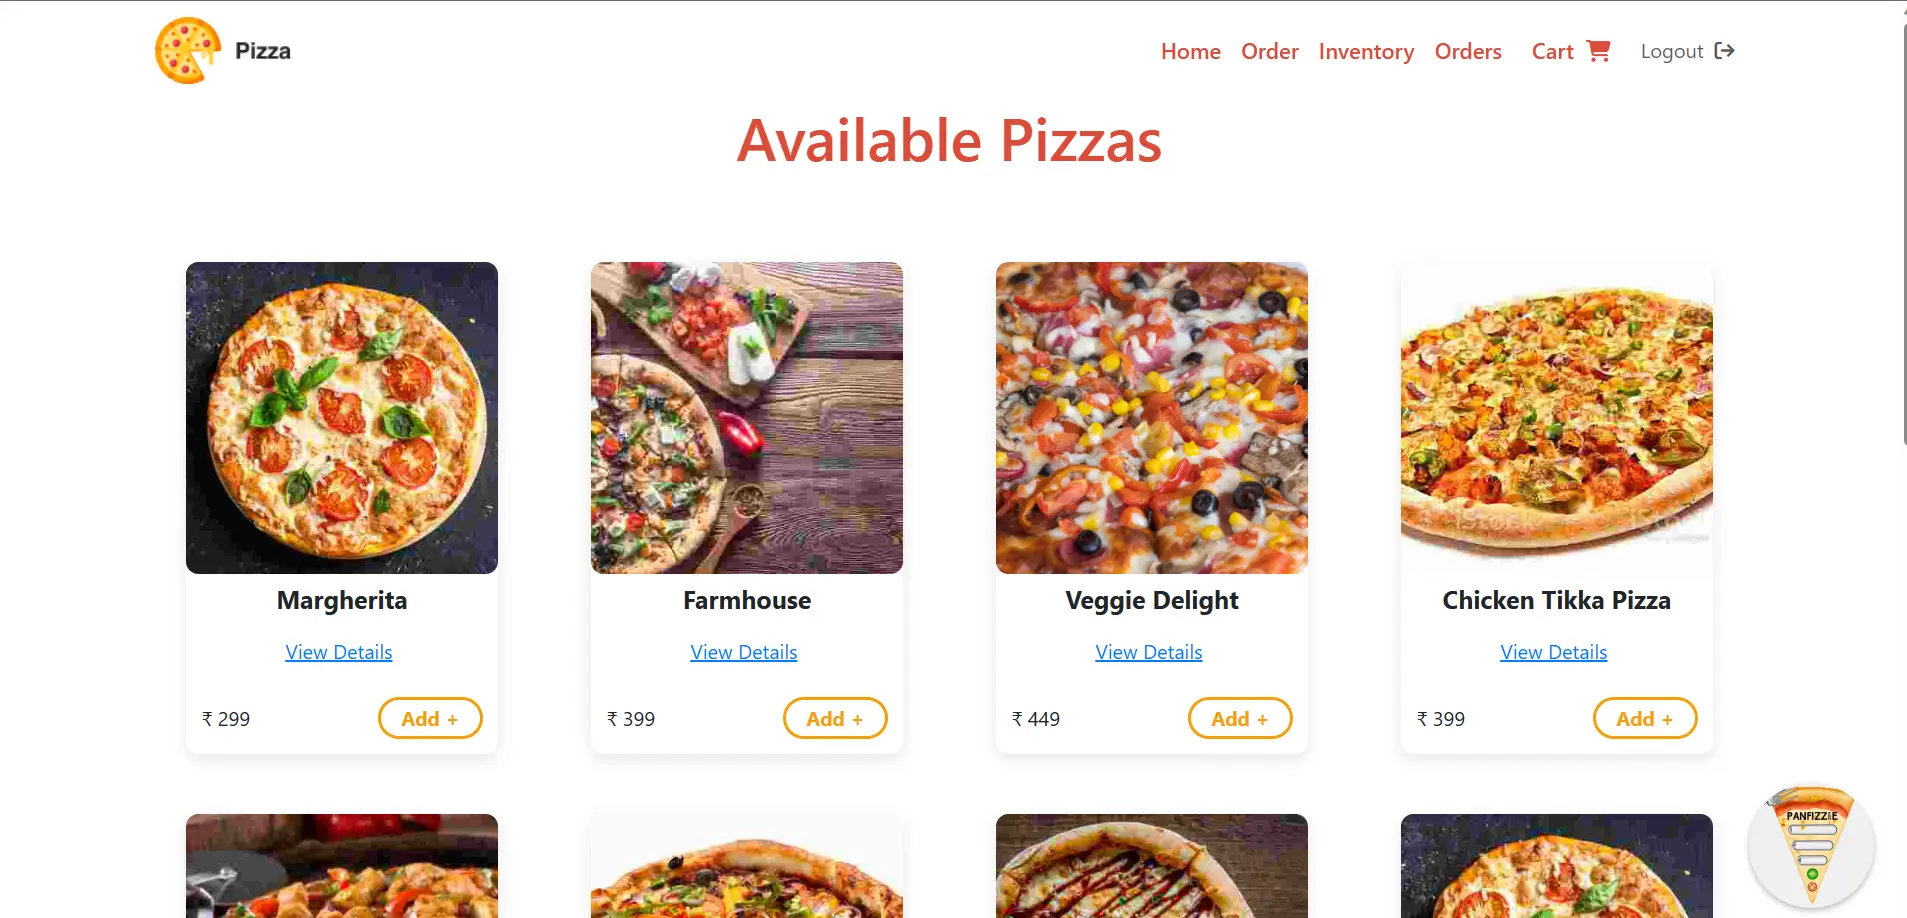 Pizza
Home Order Inventory Orders Cart Logout
Available Pizzas
Margherita
View Details
₹ 299
Add +
Farmhouse
View Details
₹ 399
Add +
Veggie Delight
View Details
₹ 449
Add +
Chicken Tikka Pizza
View Details
₹ 399
Add +